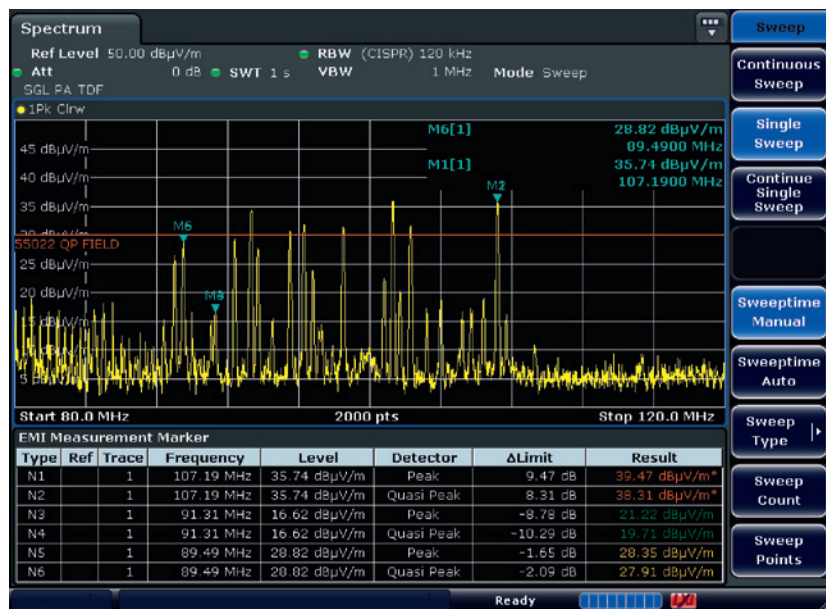 Spectrum
Ref Level 50.00 dBµV/m RBW (CISPR) 120 kHz
Att 0 dB SWT 1 s VBW 1 MHz Mode Sweep
SGL PA TDF
1Pk Clrw
M6[1] 28.82 dBµV/m
89.4900 MHz
M1[1] 35.74 dBµV/m
107.1900 MHz
45 dBµV/m
40 dBµV/m
35 dBµV/m
M6
55022 QP FIELD
25 dBµV/m
20 dBµV/m
Start 80.0 MHz 2000 pts Stop 120.0 MHz
EMI Measurement Marker
Type Ref Trace Frequency Level Detector ΔLimit Result
N1 1 107.19 MHz 35.74 dBµV/m Peak 9.47 dB 39.47 dBµV/m*
N2 1 107.19 MHz 35.74 dBµV/m Quasi Peak 8.31 dB 38.31 dBµV/m*
N3 1 91.31 MHz 16.62 dBµV/m Peak -8.78 dB 21.22 dBµV/m
N4 1 91.31 MHz 16.62 dBµV/m Quasi Peak -10.29 dB 19.71 dBµV/m
N5 1 89.49 MHz 28.82 dBµV/m Peak -1.65 dB 28.35 dBµV/m
N6 1 89.49 MHz 28.82 dBµV/m Quasi Peak -2.09 dB 27.91 dBµV/m
Ready
LXI
Sweep
Continuous
Sweep
Single
Sweep
Continue
Single
Sweep
Sweeptime
Manual
Sweeptime
Auto
Sweep
Type
Sweep
Count
Sweep
Points